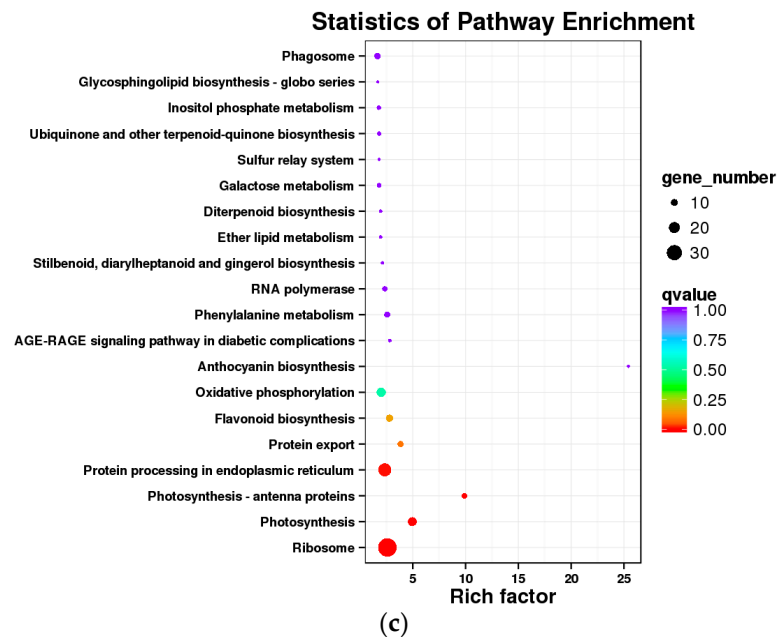 Statistics of Pathway Enrichment
Phagosome
Glycosphingolipid biosynthesis - globo series
Inositol phosphate metabolism
Ubiquinone and other terpenoid-quinone biosynthesis
Sulfur relay system
Galactose metabolism
Diterpenoid biosynthesis
Ether lipid metabolism
Stilbenoid, diarylheptanoid and gingerol biosynthesis
RNA polymerase
Phenylalanine metabolism
AGE-RAGE signaling pathway in diabetic complications
Anthocyanin biosynthesis
Oxidative phosphorylation
Flavonoid biosynthesis
Protein export
Protein processing in endoplasmic reticulum
Photosynthesis - antenna proteins
Photosynthesis
Ribosome
5 10 15 20 25
Rich factor
gene_number
10
20
30
qvalue
1.00
0.75
0.50
0.25
0.00
(c)